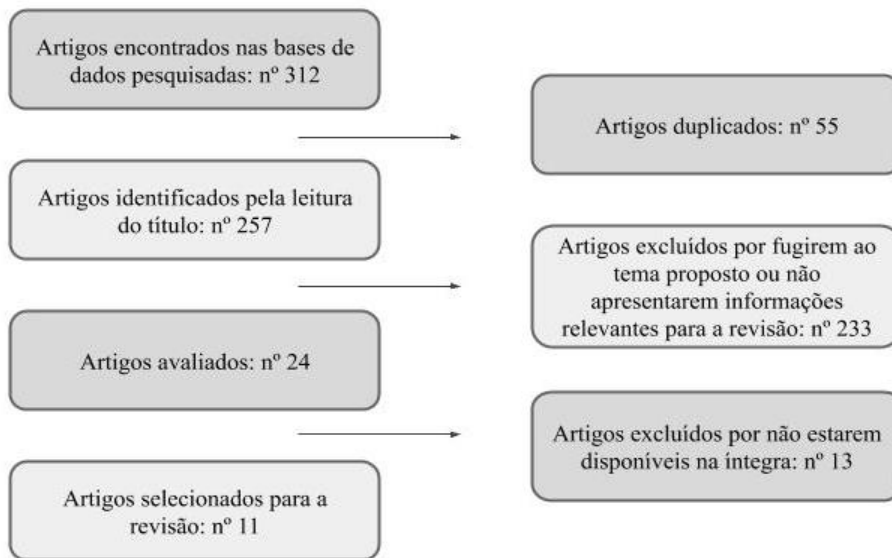 Artigos encontrados nas bases de
dados pesquisadas: nº 312
Artigos duplicados: nº 55
Artigos identificados pela leitura
do título: nº 257
Artigos excluídos por fugirem ao
tema proposto ou não
apresentarem informações
relevantes para a revisão: nº 233
Artigos avaliados: nº 24
Artigos excluídos por não estarem
disponíveis na íntegra: nº 13
Artigos selecionados para a
revisão: nº 11